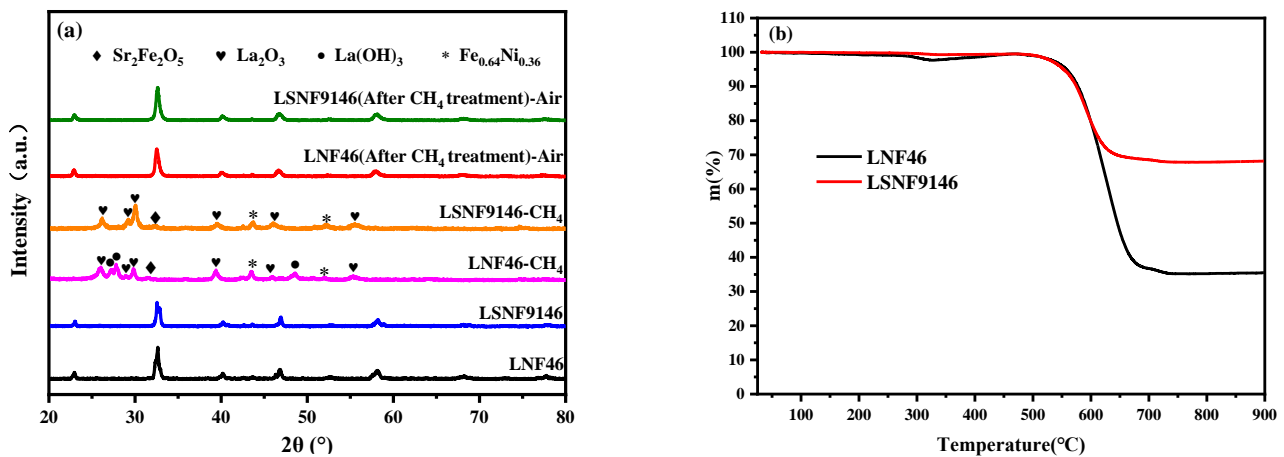 (a)
♦ Sr₂Fe₂O₅ ♥ La₂O₃ ● La(OH)₃ * Fe₀.₆₄Ni₀.₃₆
LSNF9146(After CH₄ treatment)-Air
LNF46(After CH₄ treatment)-Air
LSNF9146-CH₄
LNF46-CH₄
LSNF9146
LNF46
Intensity (a.u.)
20 30 40 50 60 70 80
2θ (°)
(b)
110
100
90
80
70
60
50
40
30
20
10
0
m(%)
LNF46
LSNF9146
100 200 300 400 500 600 700 800 900
Temperature(℃)